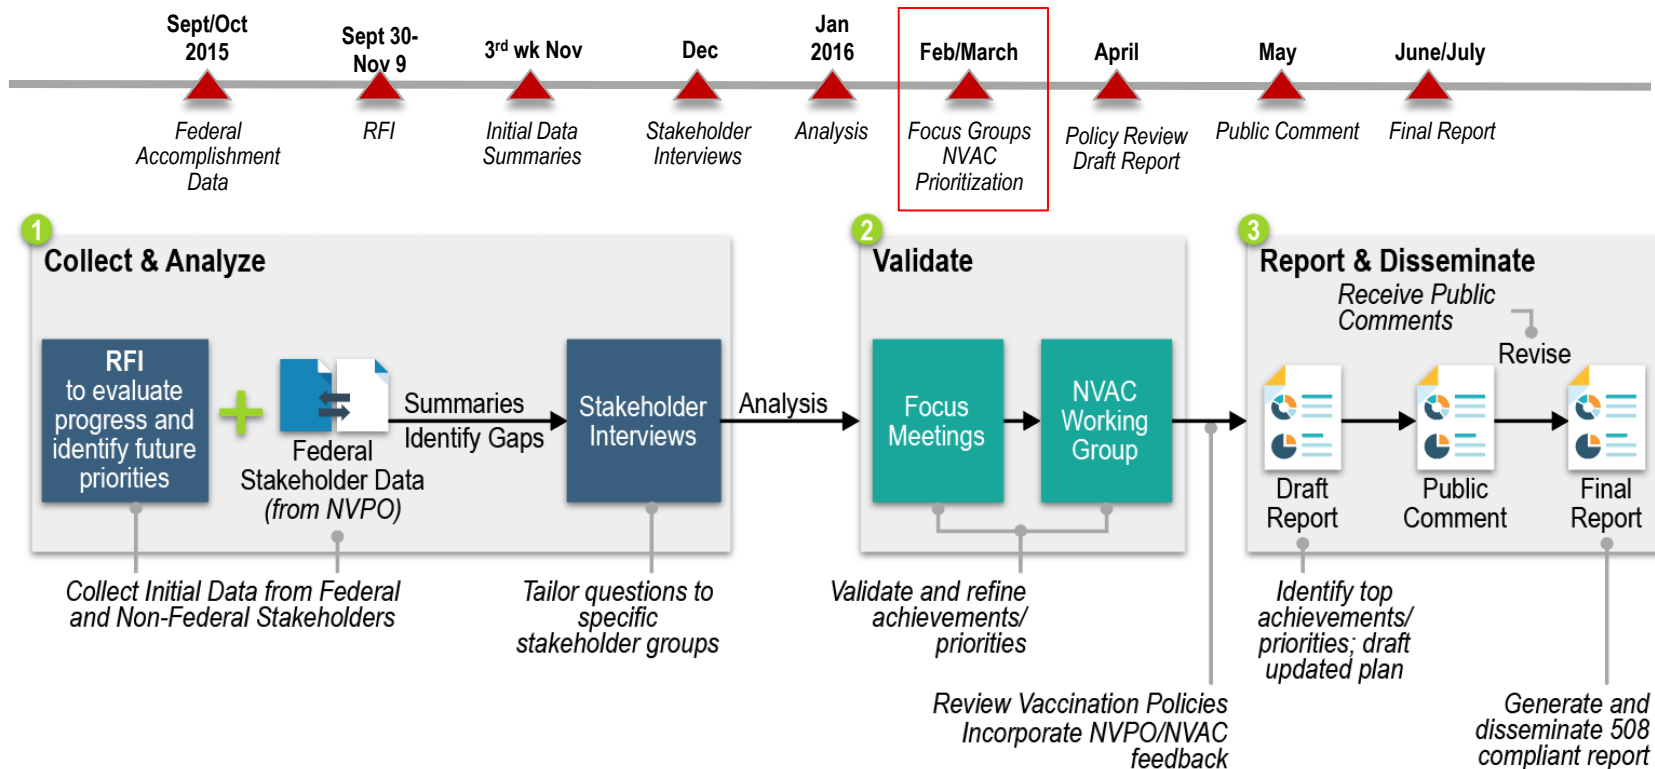 Sept/Oct
2015
Sept 30-
Nov 9
3rd wk Nov
Dec
Jan
2016
Feb/March
April
May
June/July
Federal
Accomplishment
Data
RFI
Initial Data
Summaries
Stakeholder
Interviews
Analysis
Focus Groups
NVAC
Prioritization
Policy Review
Draft Report
Public Comment
Final Report
1
Collect & Analyze
RFI
to evaluate
progress and
identify future
priorities
Federal
Stakeholder Data
(from NVPO)
Summaries
Identify Gaps
Stakeholder
Interviews
Analysis
Collect Initial Data from Federal
and Non-Federal Stakeholders
Tailor questions to
specific
stakeholder groups
2
Validate
Focus
Meetings
NVAC
Working
Group
Validate and refine
achievements/
priorities
Review Vaccination Policies
Incorporate NVPO/NVAC
feedback
3
Report & Disseminate
Receive Public
Comments
Revise
Draft
Report
Public
Comment
Final
Report
Identify top
achievements/
priorities; draft
updated plan
Generate and
disseminate 508
compliant report